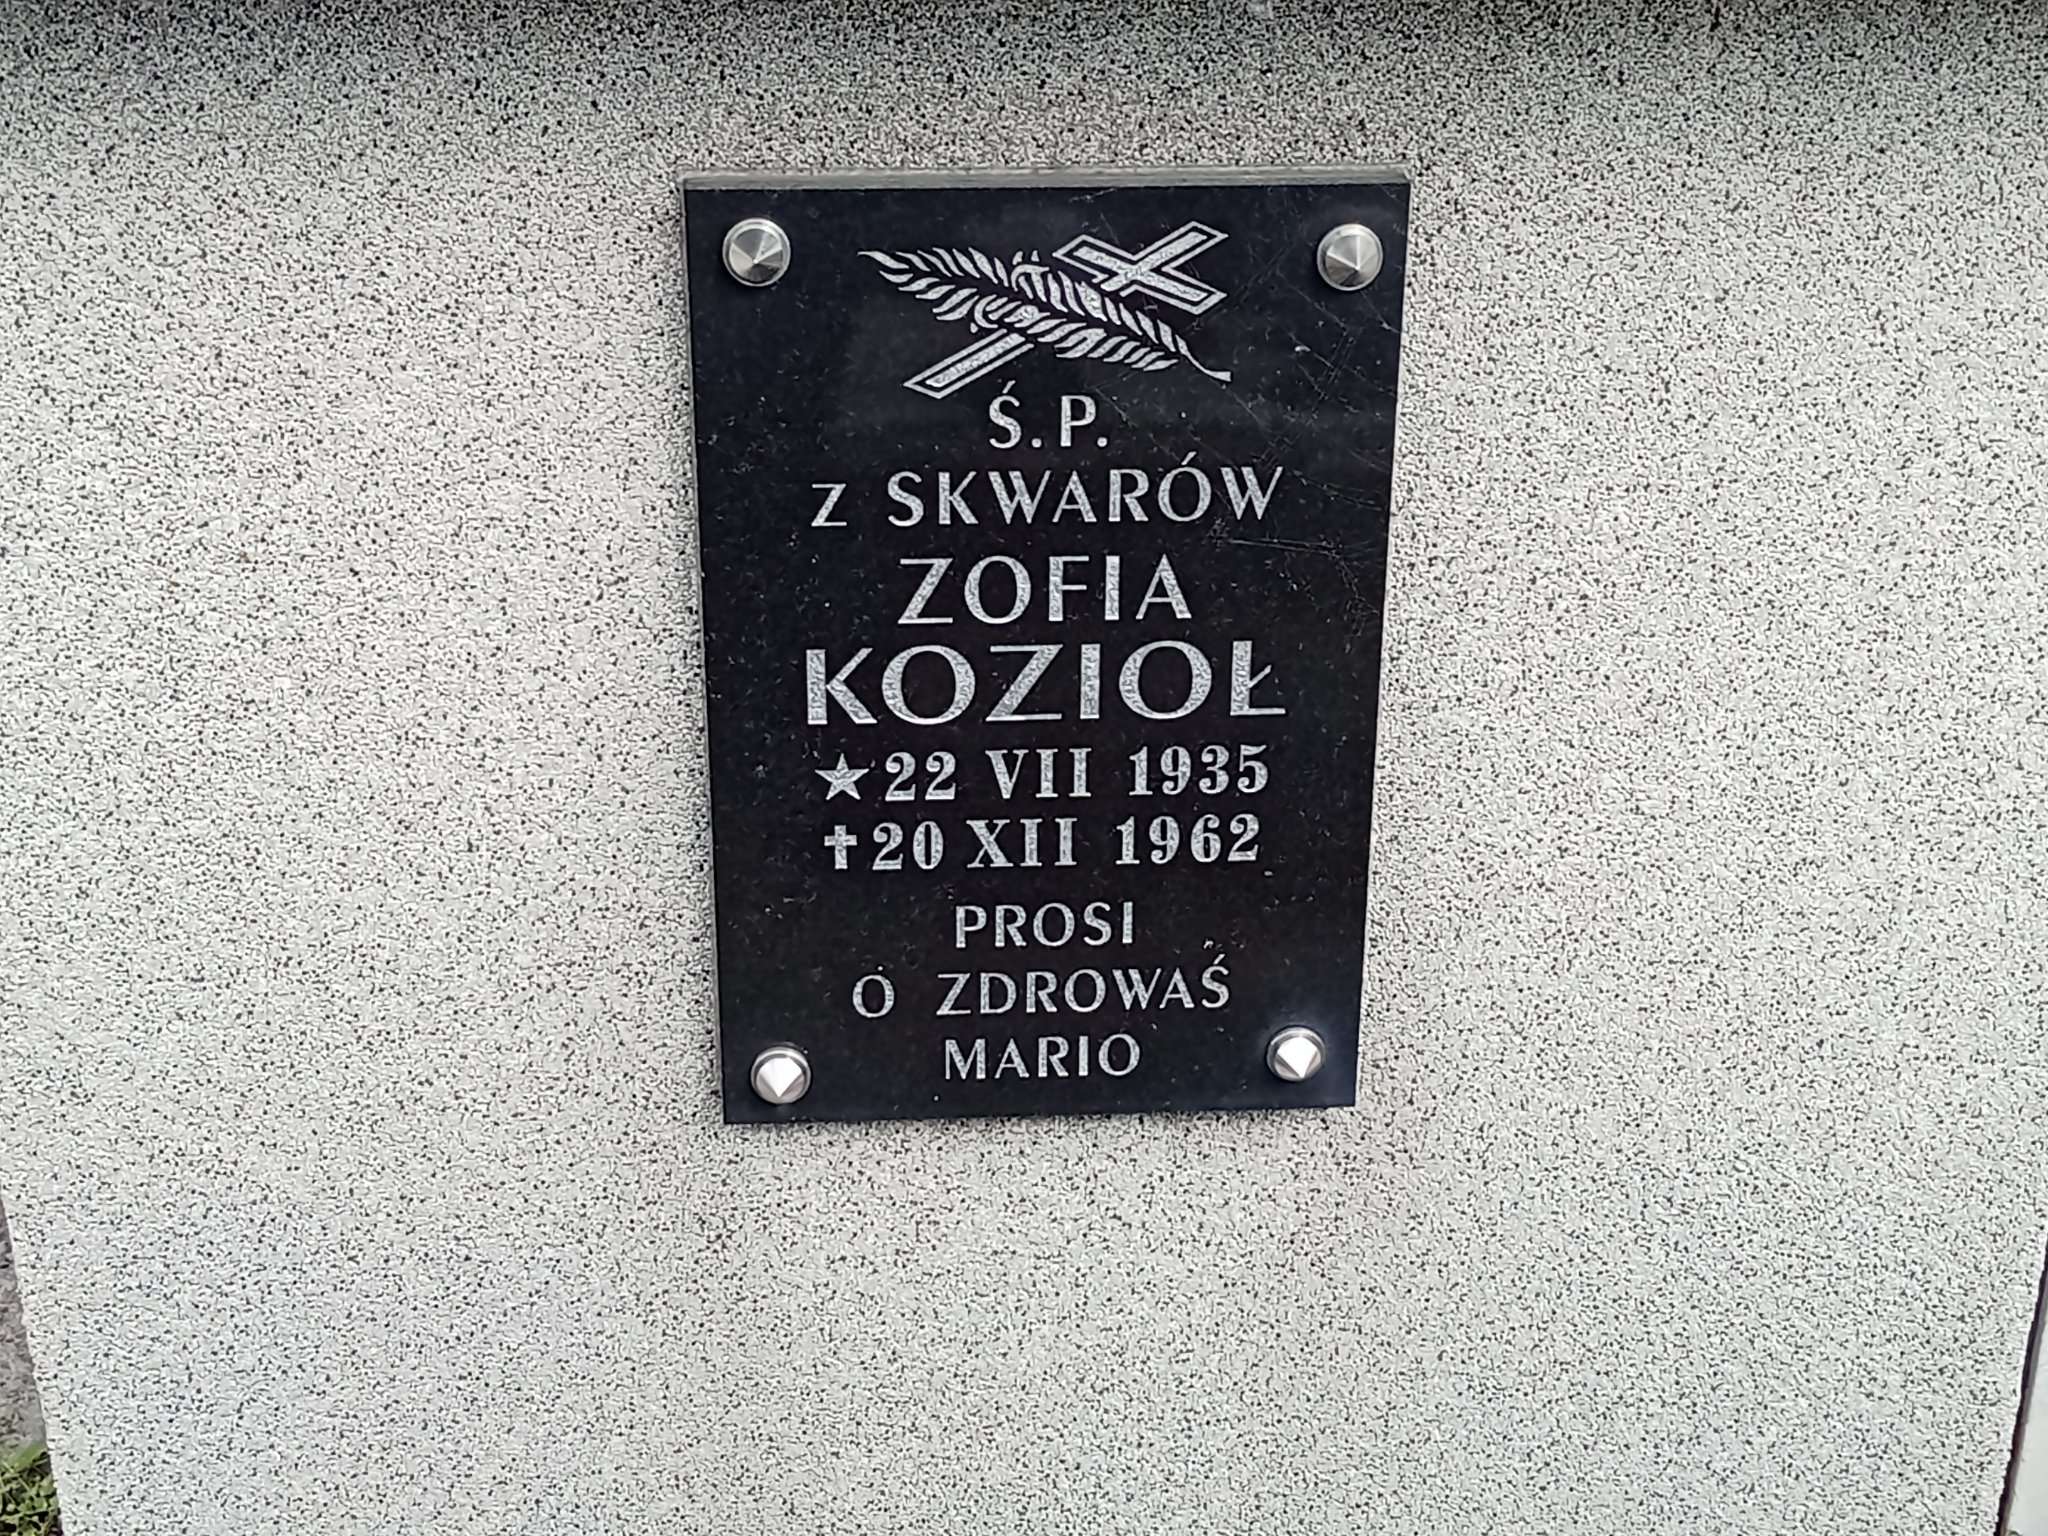 Ś. P.
z SKWARÓW
ZOFIA
KOZIOŁ
★ 22 VII 1935
✝ 20 XII 1962
PROSI
O ZDROWAŚ
MARIO